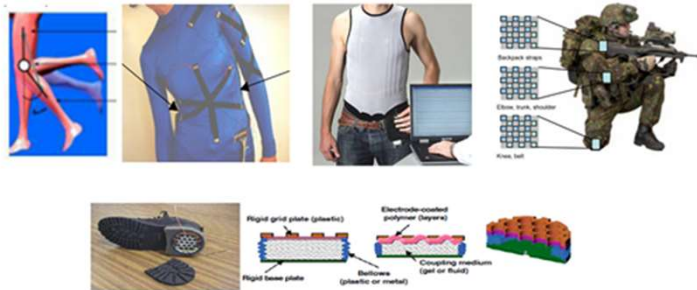 Backpack straps
Elbow, trunk, shoulder
Knee, belt
Rigid grid plate (plastic)
Electrode-coated
polymer (layers)
Rigid base plate
Bellows
(plastic or metal)
Coupling medium
(gel or fluid)